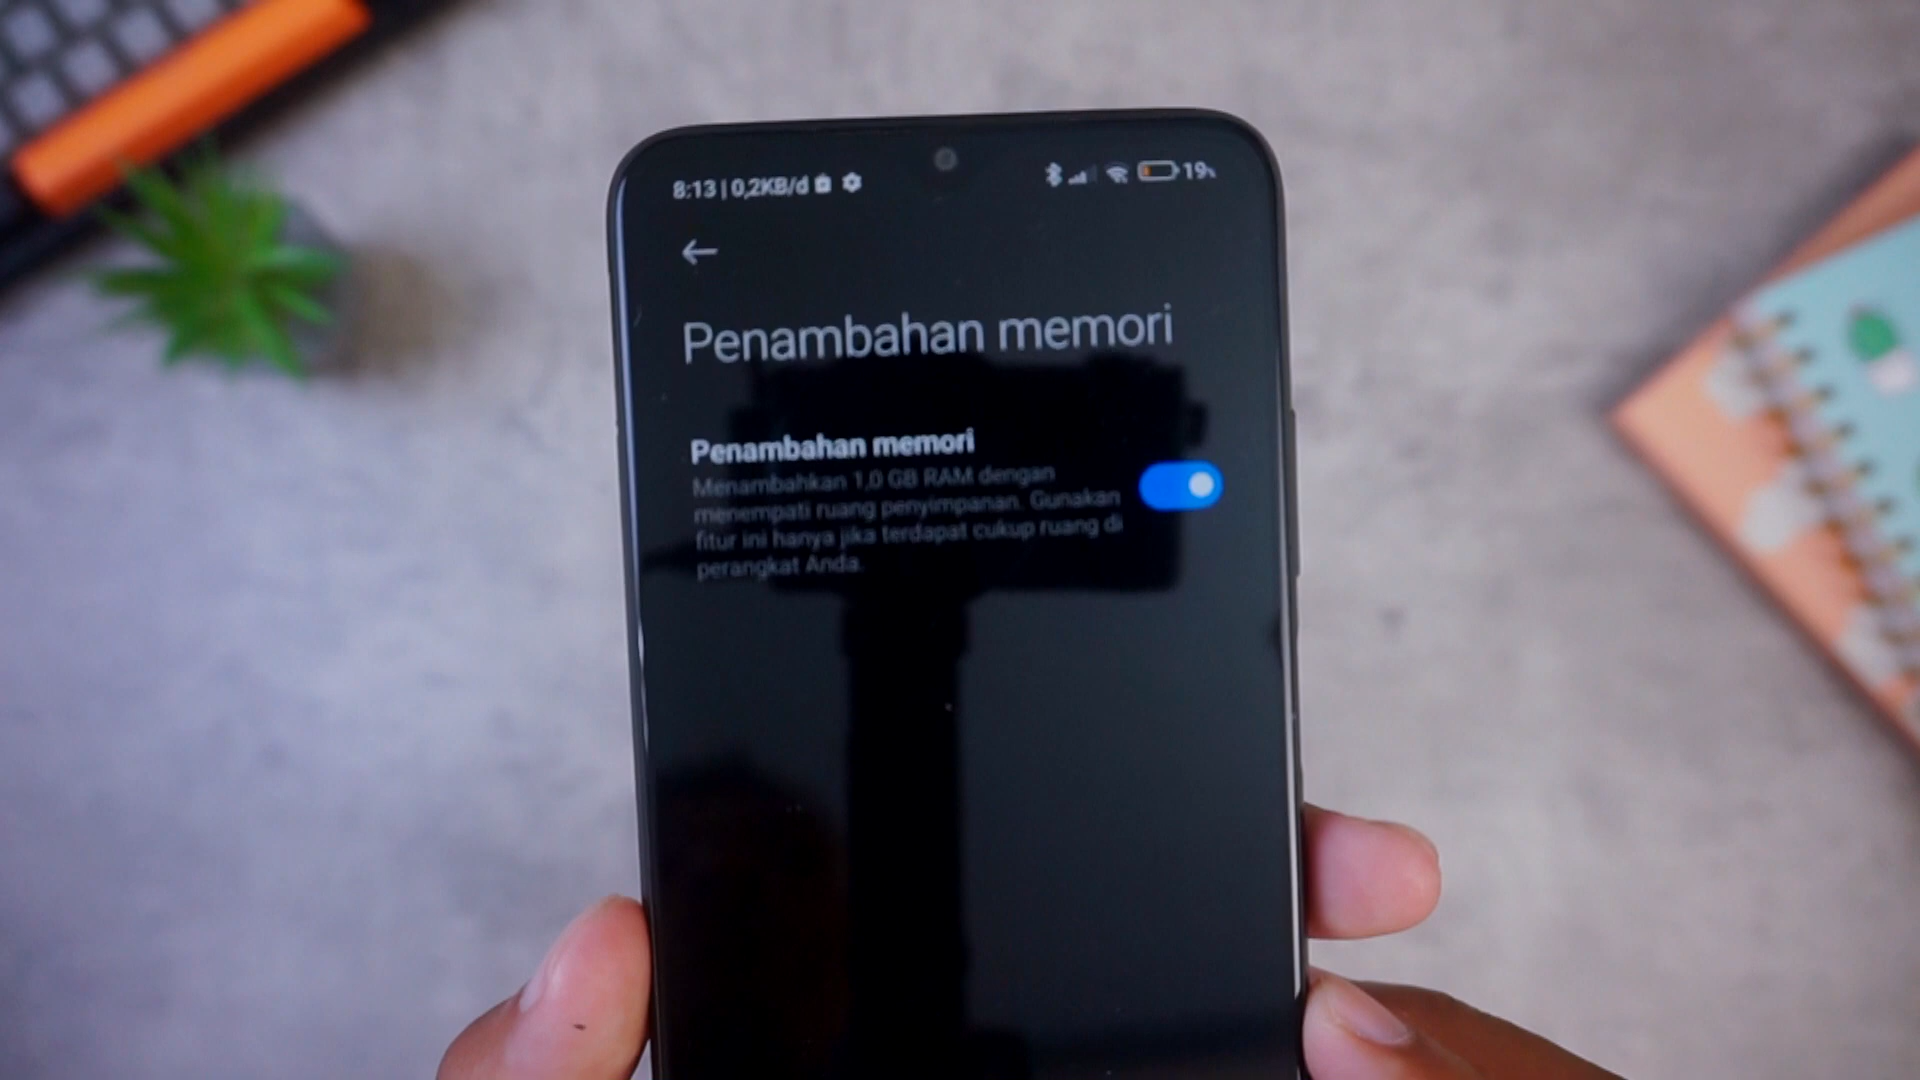 8:13 | 0,2KB/d
19%
Penambahan memori
Penambahan memori
Menambahkan 1,0 GB RAM dengan
menempati ruang penyimpanan. Gunakan
fitur ini hanya jika terdapat cukup ruang di
perangkat Anda.